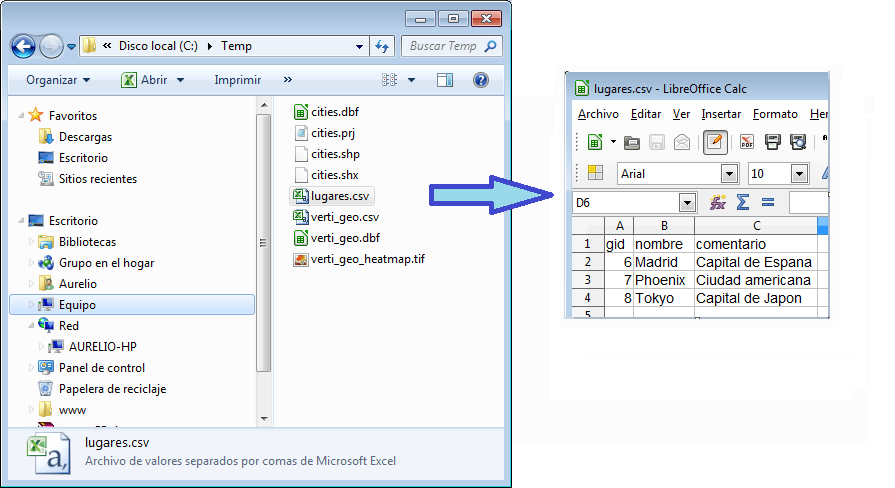 « Disco local (C:) Temp
Buscar Temp
Organizar Abrir Imprimir »
Favoritos
Descargas
Escritorio
Sitios recientes
Escritorio
Bibliotecas
Grupo en el hogar
Aurelio
Equipo
Red
AURELIO-HP
Panel de control
Papelera de reciclaje
www
cities.dbf
cities.prj
cities.shp
cities.shx
lugares.csv
verti_geo.csv
verti_geo.dbf
verti_geo_heatmap.tif
lugares.csv
Archivo de valores separados por comas de Microsoft Excel
lugares.csv - LibreOffice Calc
Archivo Editar Ver Insertar Formato Her
Arial 10
D6
A B C
1 gid nombre comentario
2 6 Madrid Capital de Espana
3 7 Phoenix Ciudad americana
4 8 Tokyo Capital de Japon
5